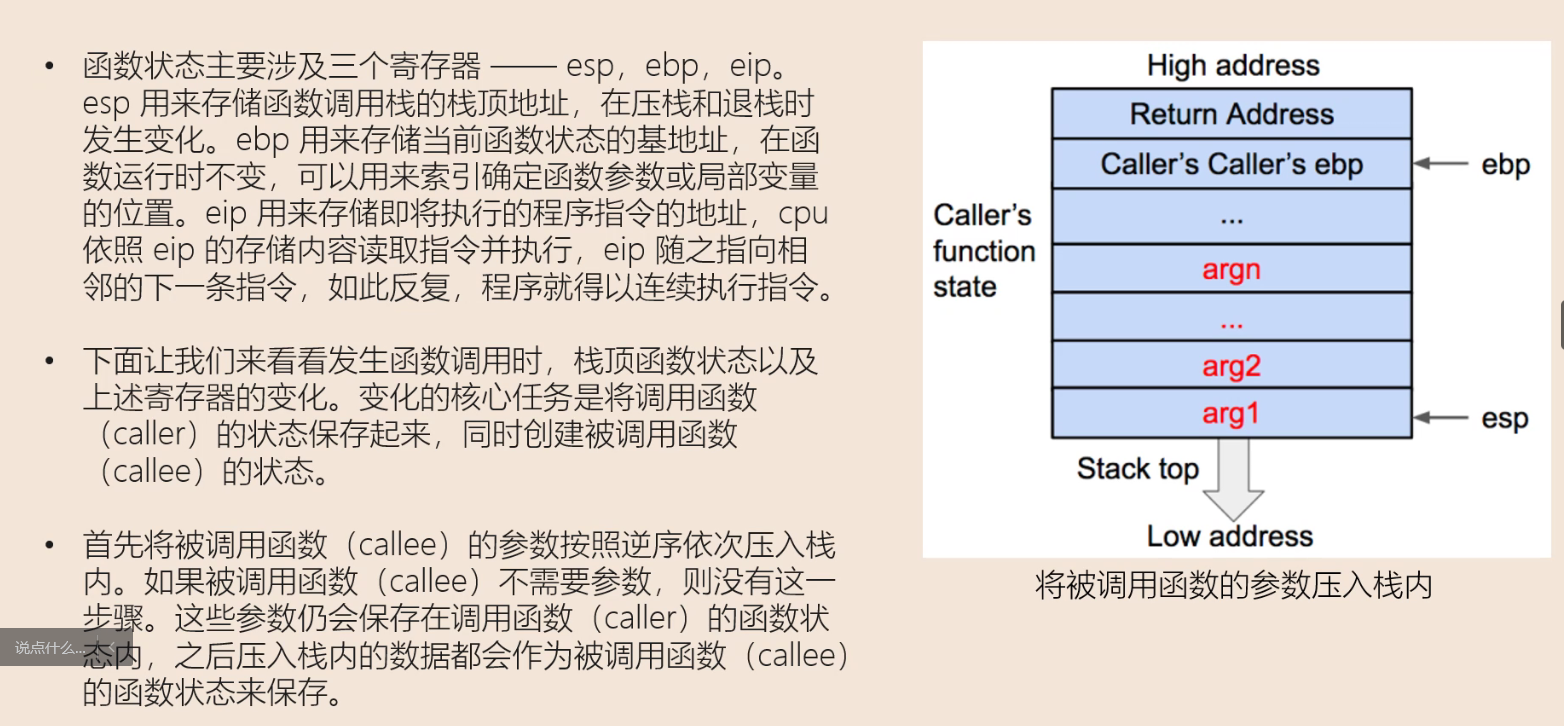 • 函数状态主要涉及三个寄存器 —— esp，ebp，eip。
esp 用来存储函数调用栈的栈顶地址，在压栈和退栈时
发生变化。ebp 用来存储当前函数状态的基地址，在函
数运行时不变，可以用来索引确定函数参数或局部变量
的位置。eip 用来存储即将执行的程序指令的地址，cpu
依照 eip 的存储内容读取指令并执行，eip 随之指向相
邻的下一条指令，如此反复，程序就得以连续执行指令。
• 下面让我们来看看发生函数调用时，栈顶函数状态以及
上述寄存器的变化。变化的核心任务是将调用函数
（caller）的状态保存起来，同时创建被调用函数
（callee）的状态。
• 首先将被调用函数（callee）的参数按照逆序依次压入栈
内。如果被调用函数（callee）不需要参数，则没有这一
步骤。这些参数仍会保存在调用函数（caller）的函数状
态内，之后压入栈内的数据都会作为被调用函数（callee）
的函数状态来保存。
说点什么...
High address
Return Address
Caller's Caller's ebp
ebp
...
Caller's
function
state
argn
...
arg2
arg1
esp
Stack top
Low address
将被调用函数的参数压入栈内